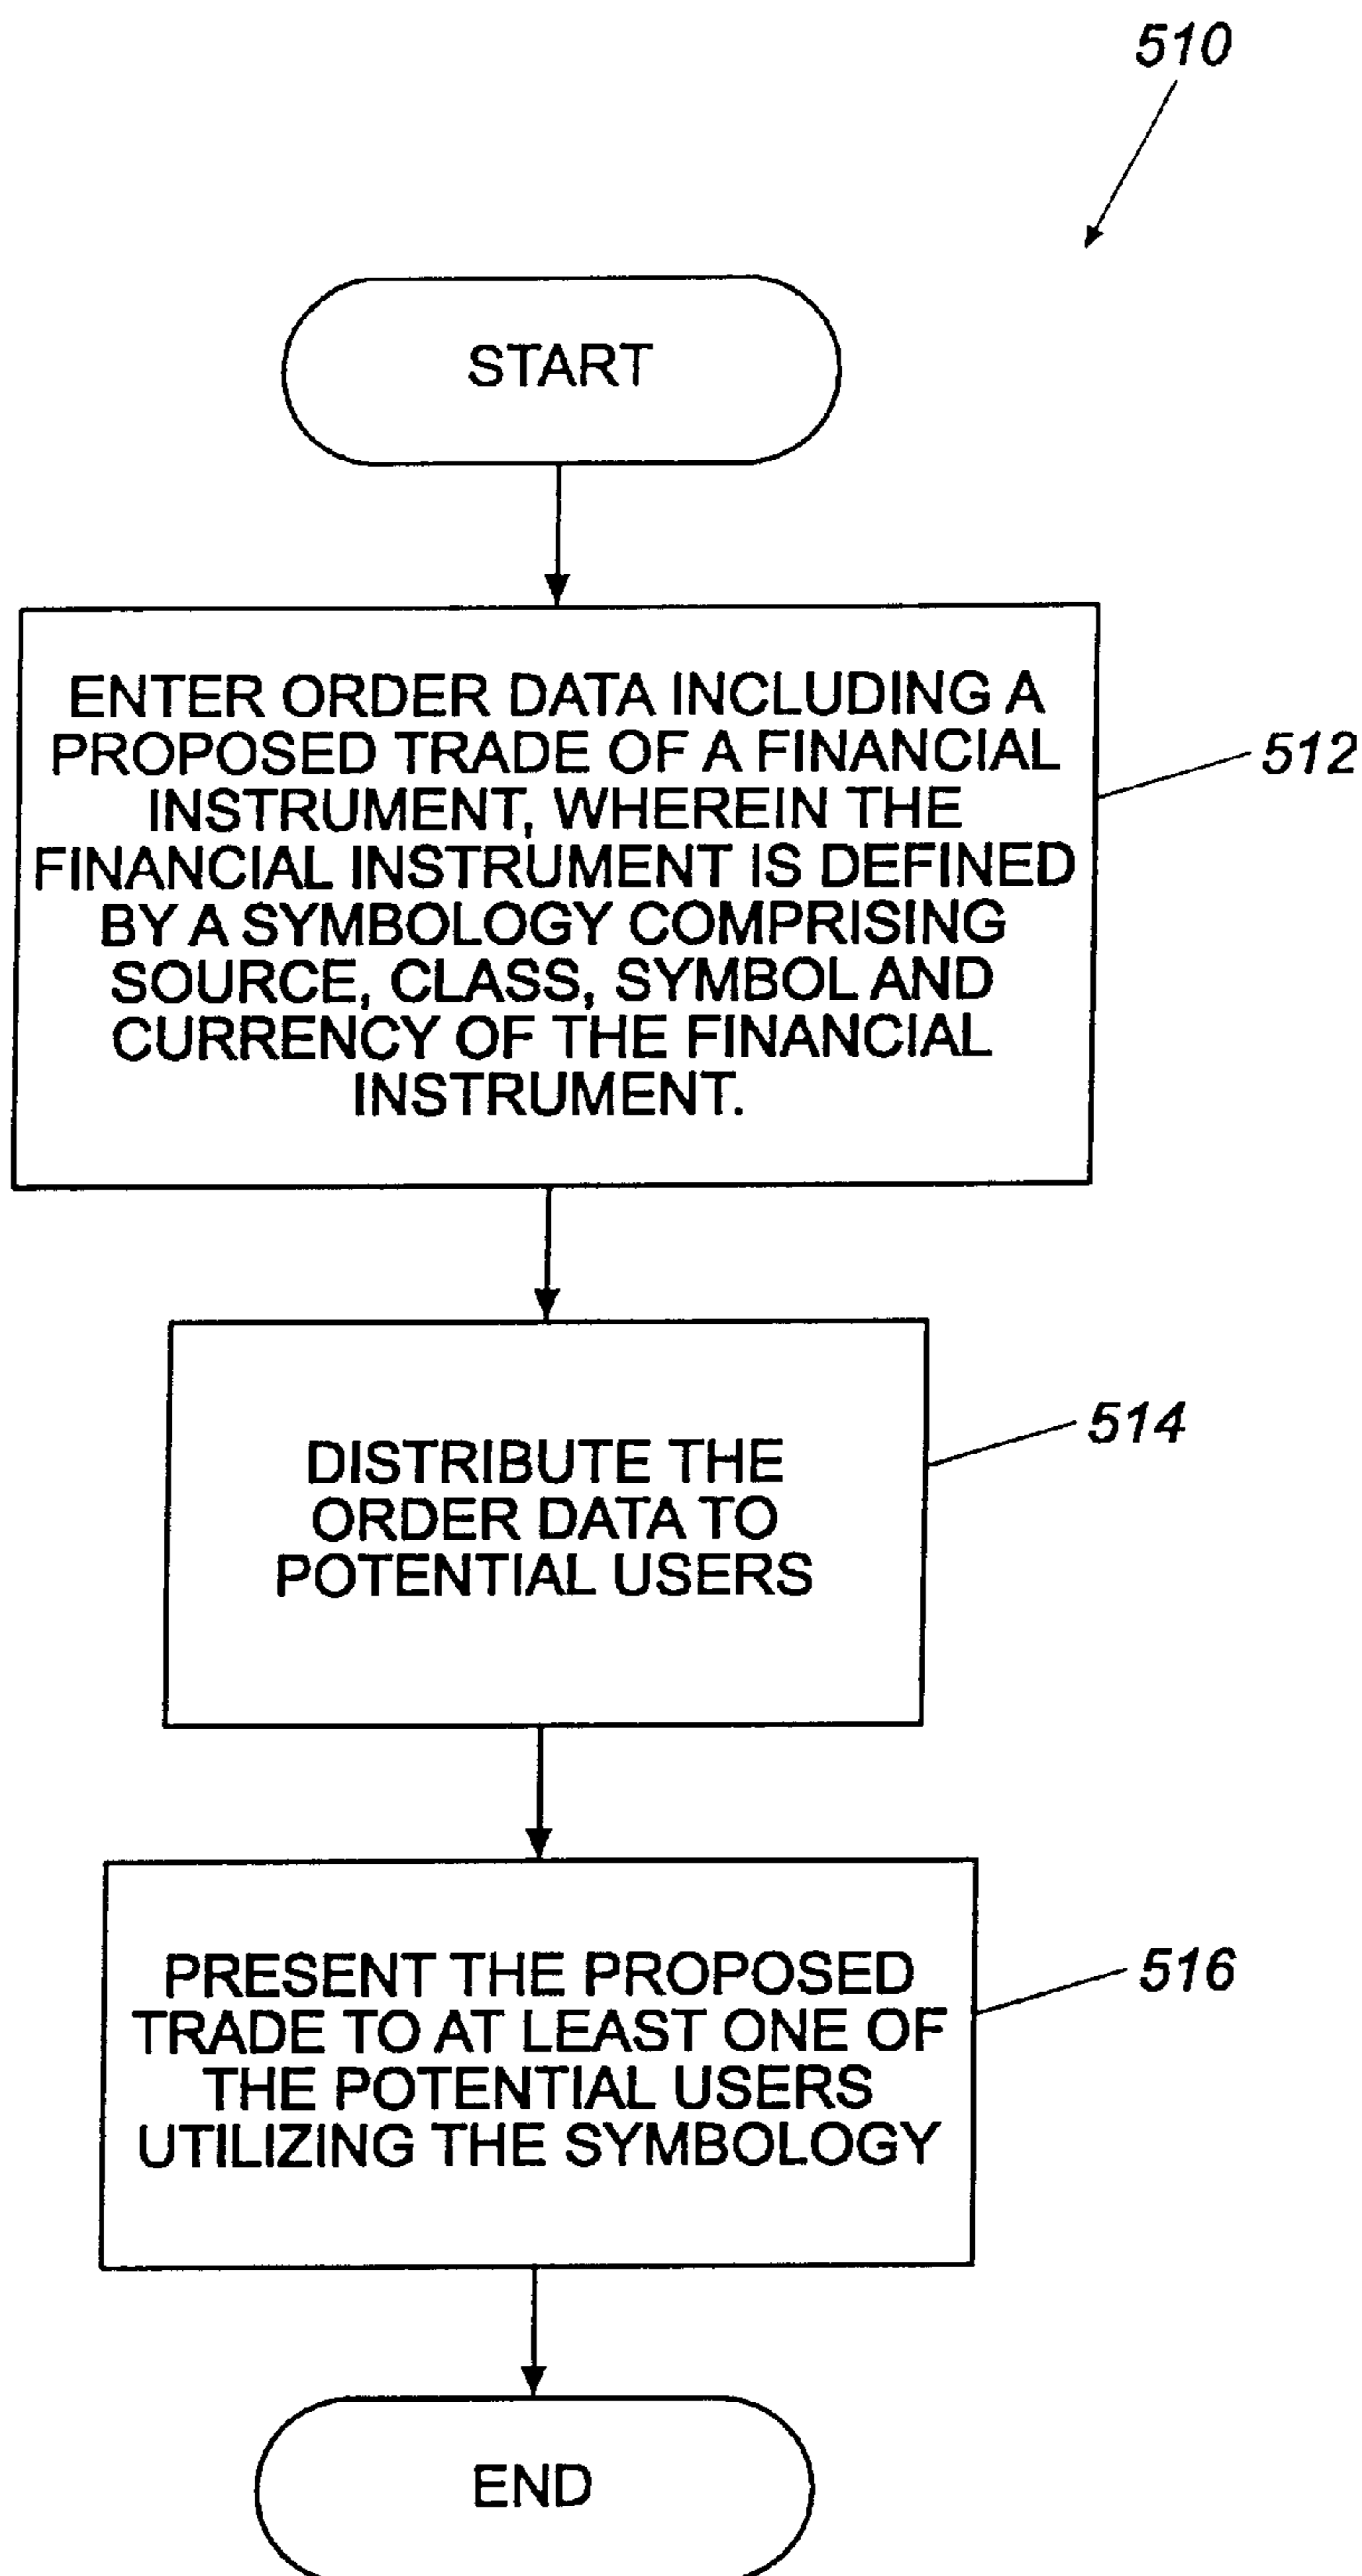 510
START
ENTER ORDER DATA INCLUDING A
PROPOSED TRADE OF A FINANCIAL
INSTRUMENT, WHEREIN THE
FINANCIAL INSTRUMENT IS DEFINED
BY A SYMBOLOGY COMPRISING
SOURCE, CLASS, SYMBOL AND
CURRENCY OF THE FINANCIAL
INSTRUMENT.
512
DISTRIBUTE THE
ORDER DATA TO
POTENTIAL USERS
514
PRESENT THE PROPOSED
TRADE TO AT LEAST ONE OF
THE POTENTIAL USERS
UTILIZING THE SYMBOLOGY
516
END